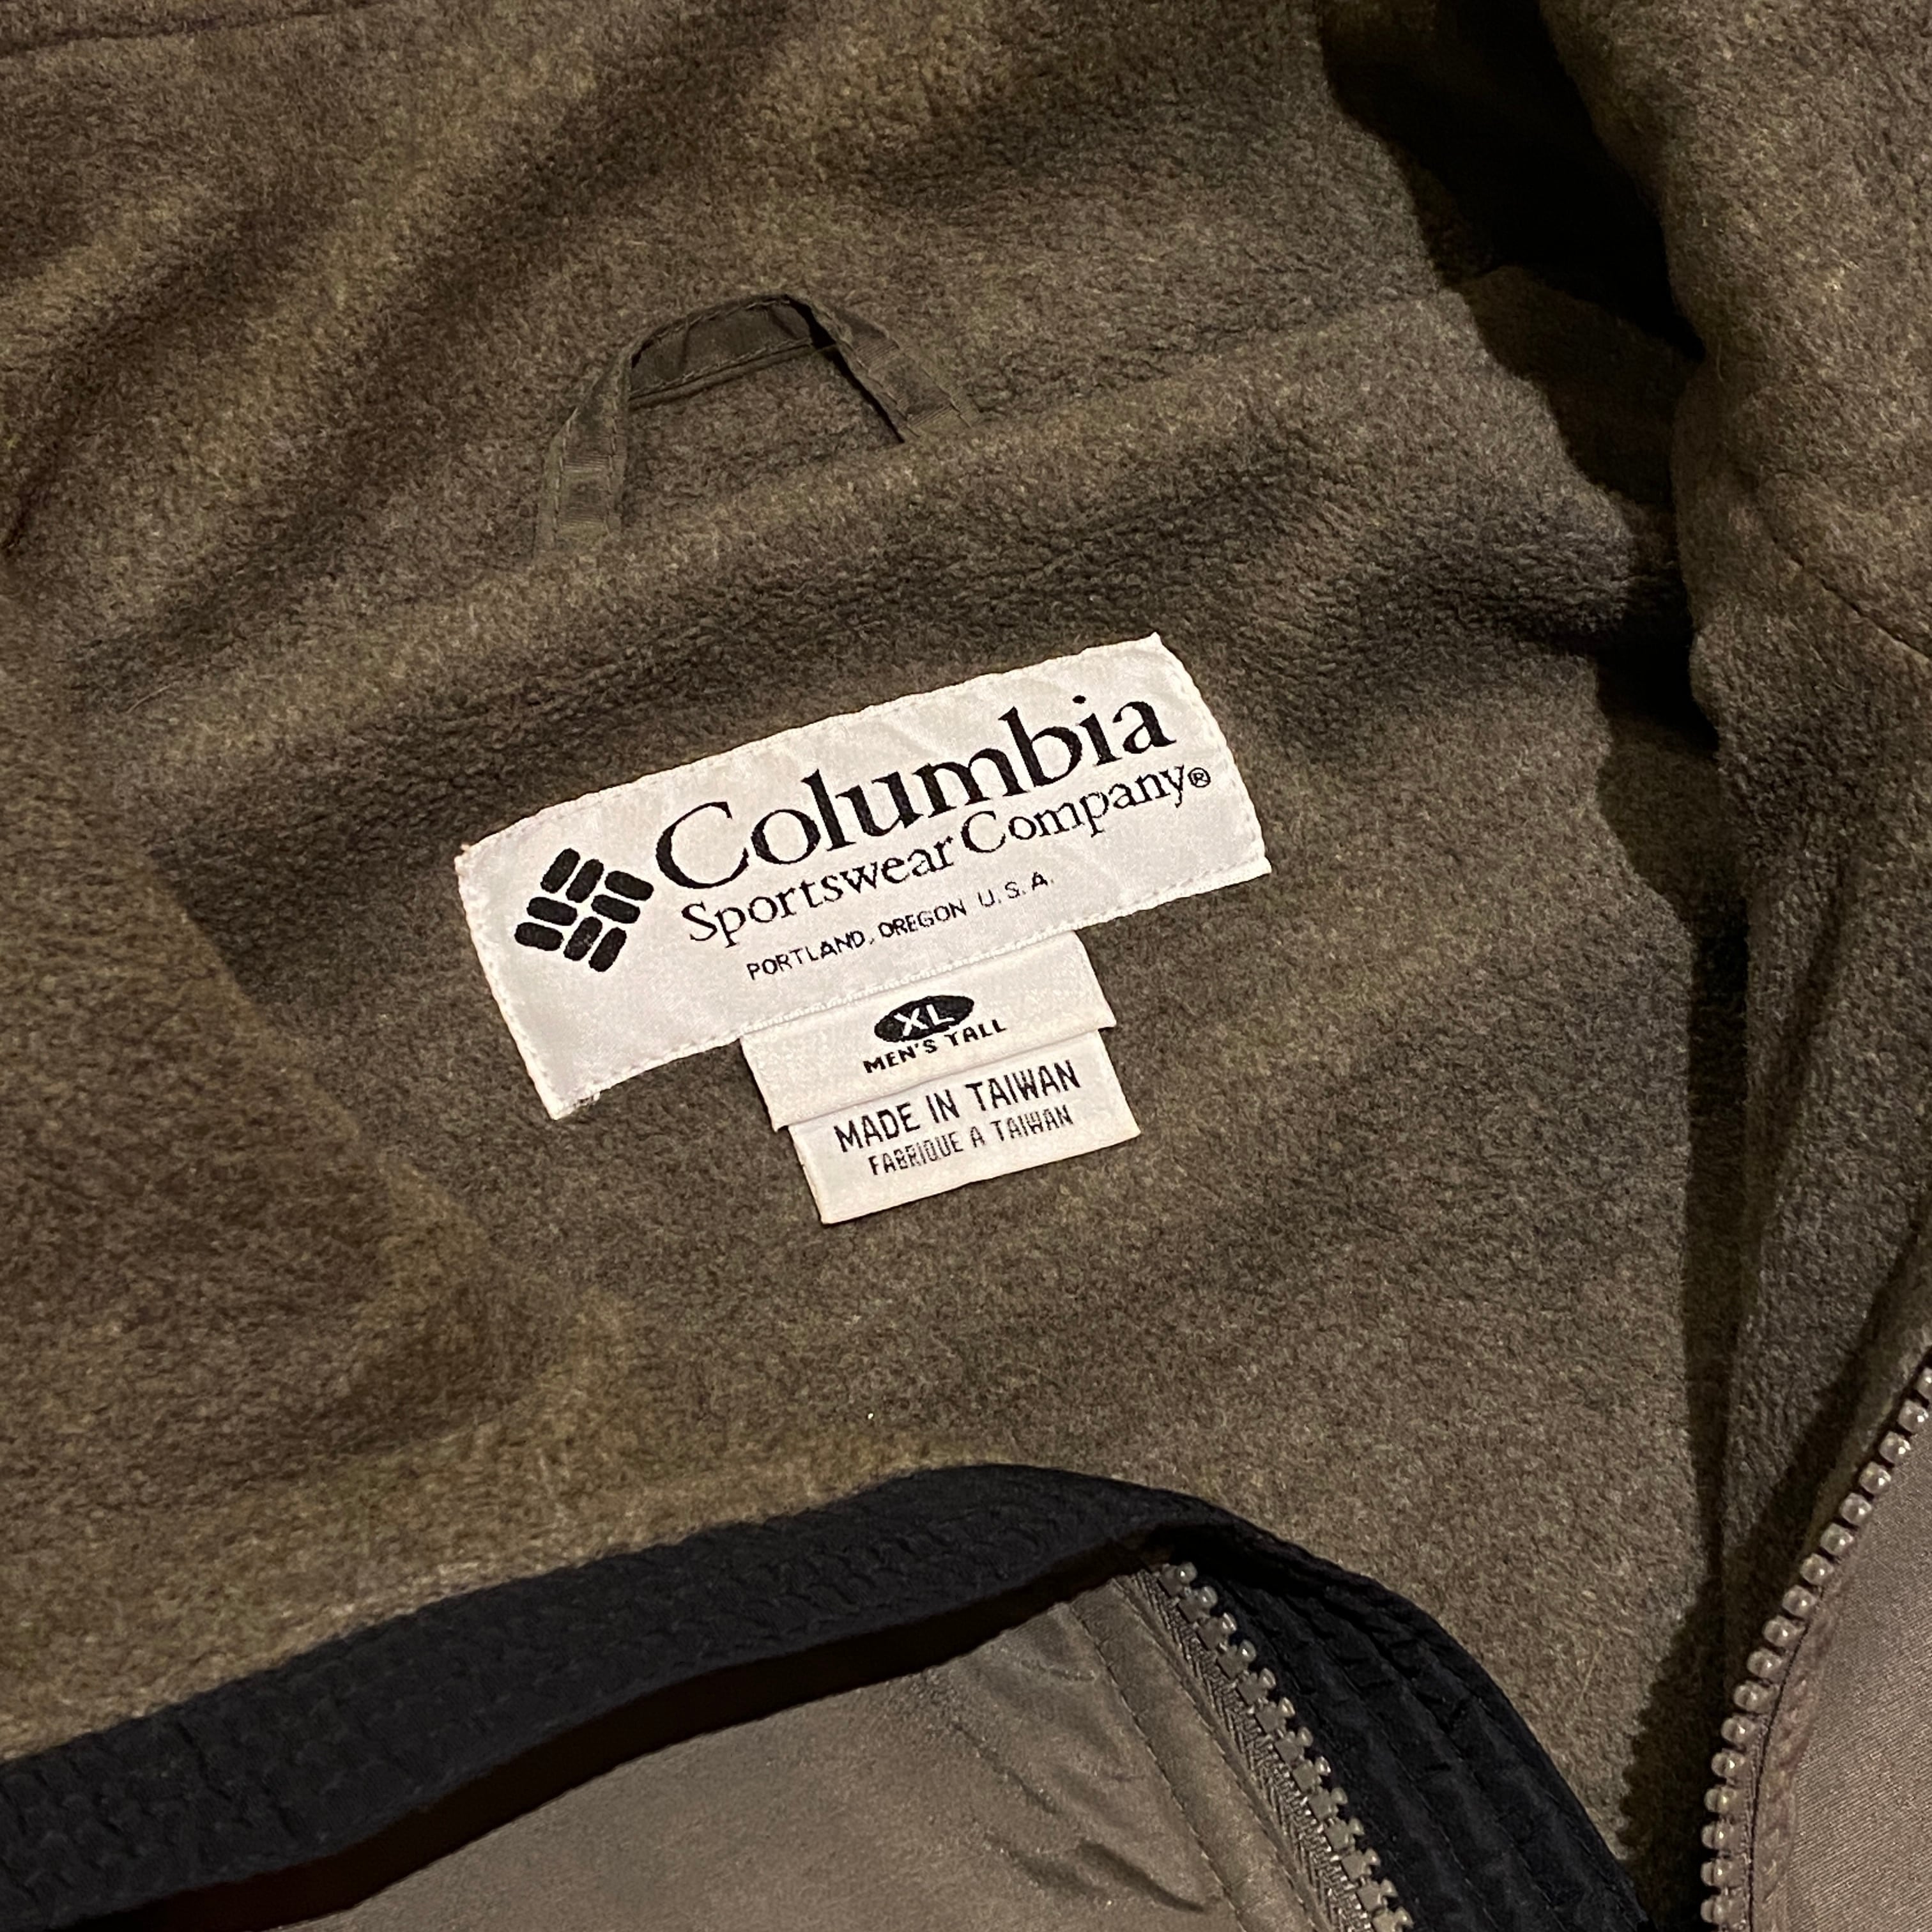 Columbia
Sportswear Company®
PORTLAND, OREGON U.S.A.
XL
MEN'S TALL
MADE IN TAIWAN
FABRIQUE A TAIWAN